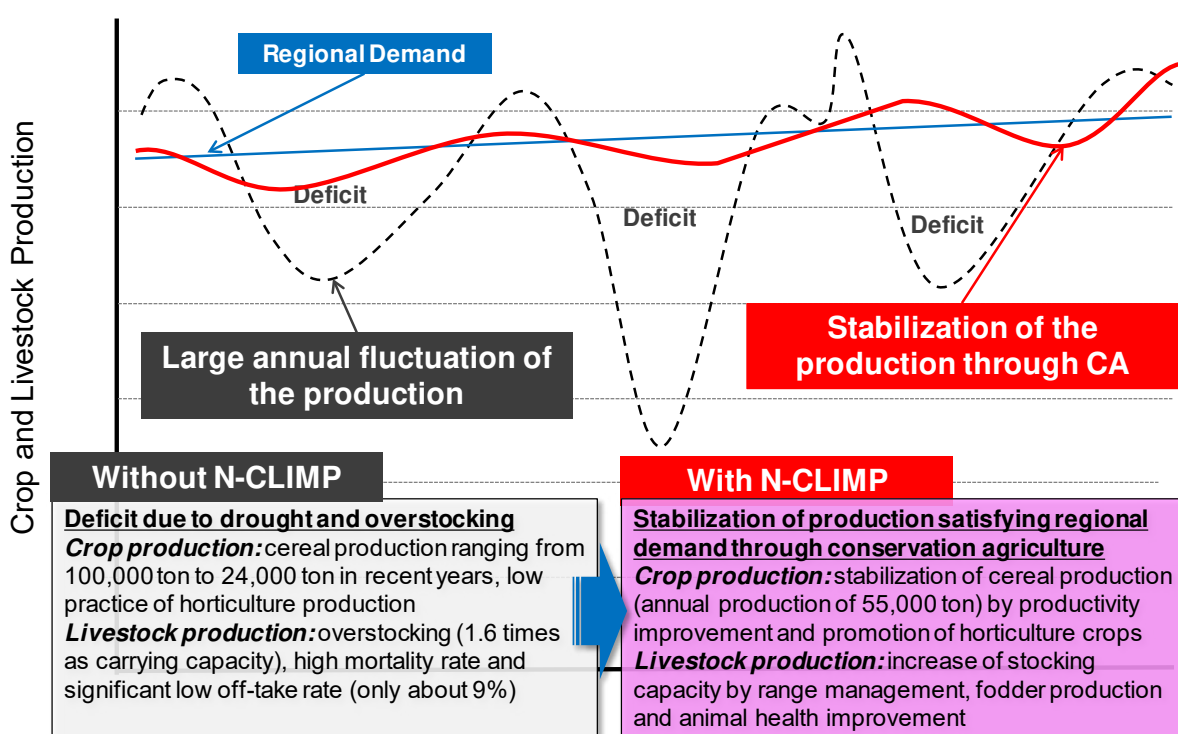 Crop and Livestock Production
Regional Demand
Deficit
Deficit
Deficit
Large annual fluctuation of
the production
Stabilization of the
production through CA
Without N-CLIMP
Deficit due to drought and overstocking
Crop production: cereal production ranging from
100,000 ton to 24,000 ton in recent years, low
practice of horticulture production
Livestock production: overstocking (1.6 times
as carrying capacity), high mortality rate and
significant low off-take rate (only about 9%)
With N-CLIMP
Stabilization of production satisfying regional
demand through conservation agriculture
Crop production: stabilization of cereal production
(annual production of 55,000 ton) by productivity
improvement and promotion of horticulture crops
Livestock production: increase of stocking
capacity by range management, fodder production
and animal health improvement